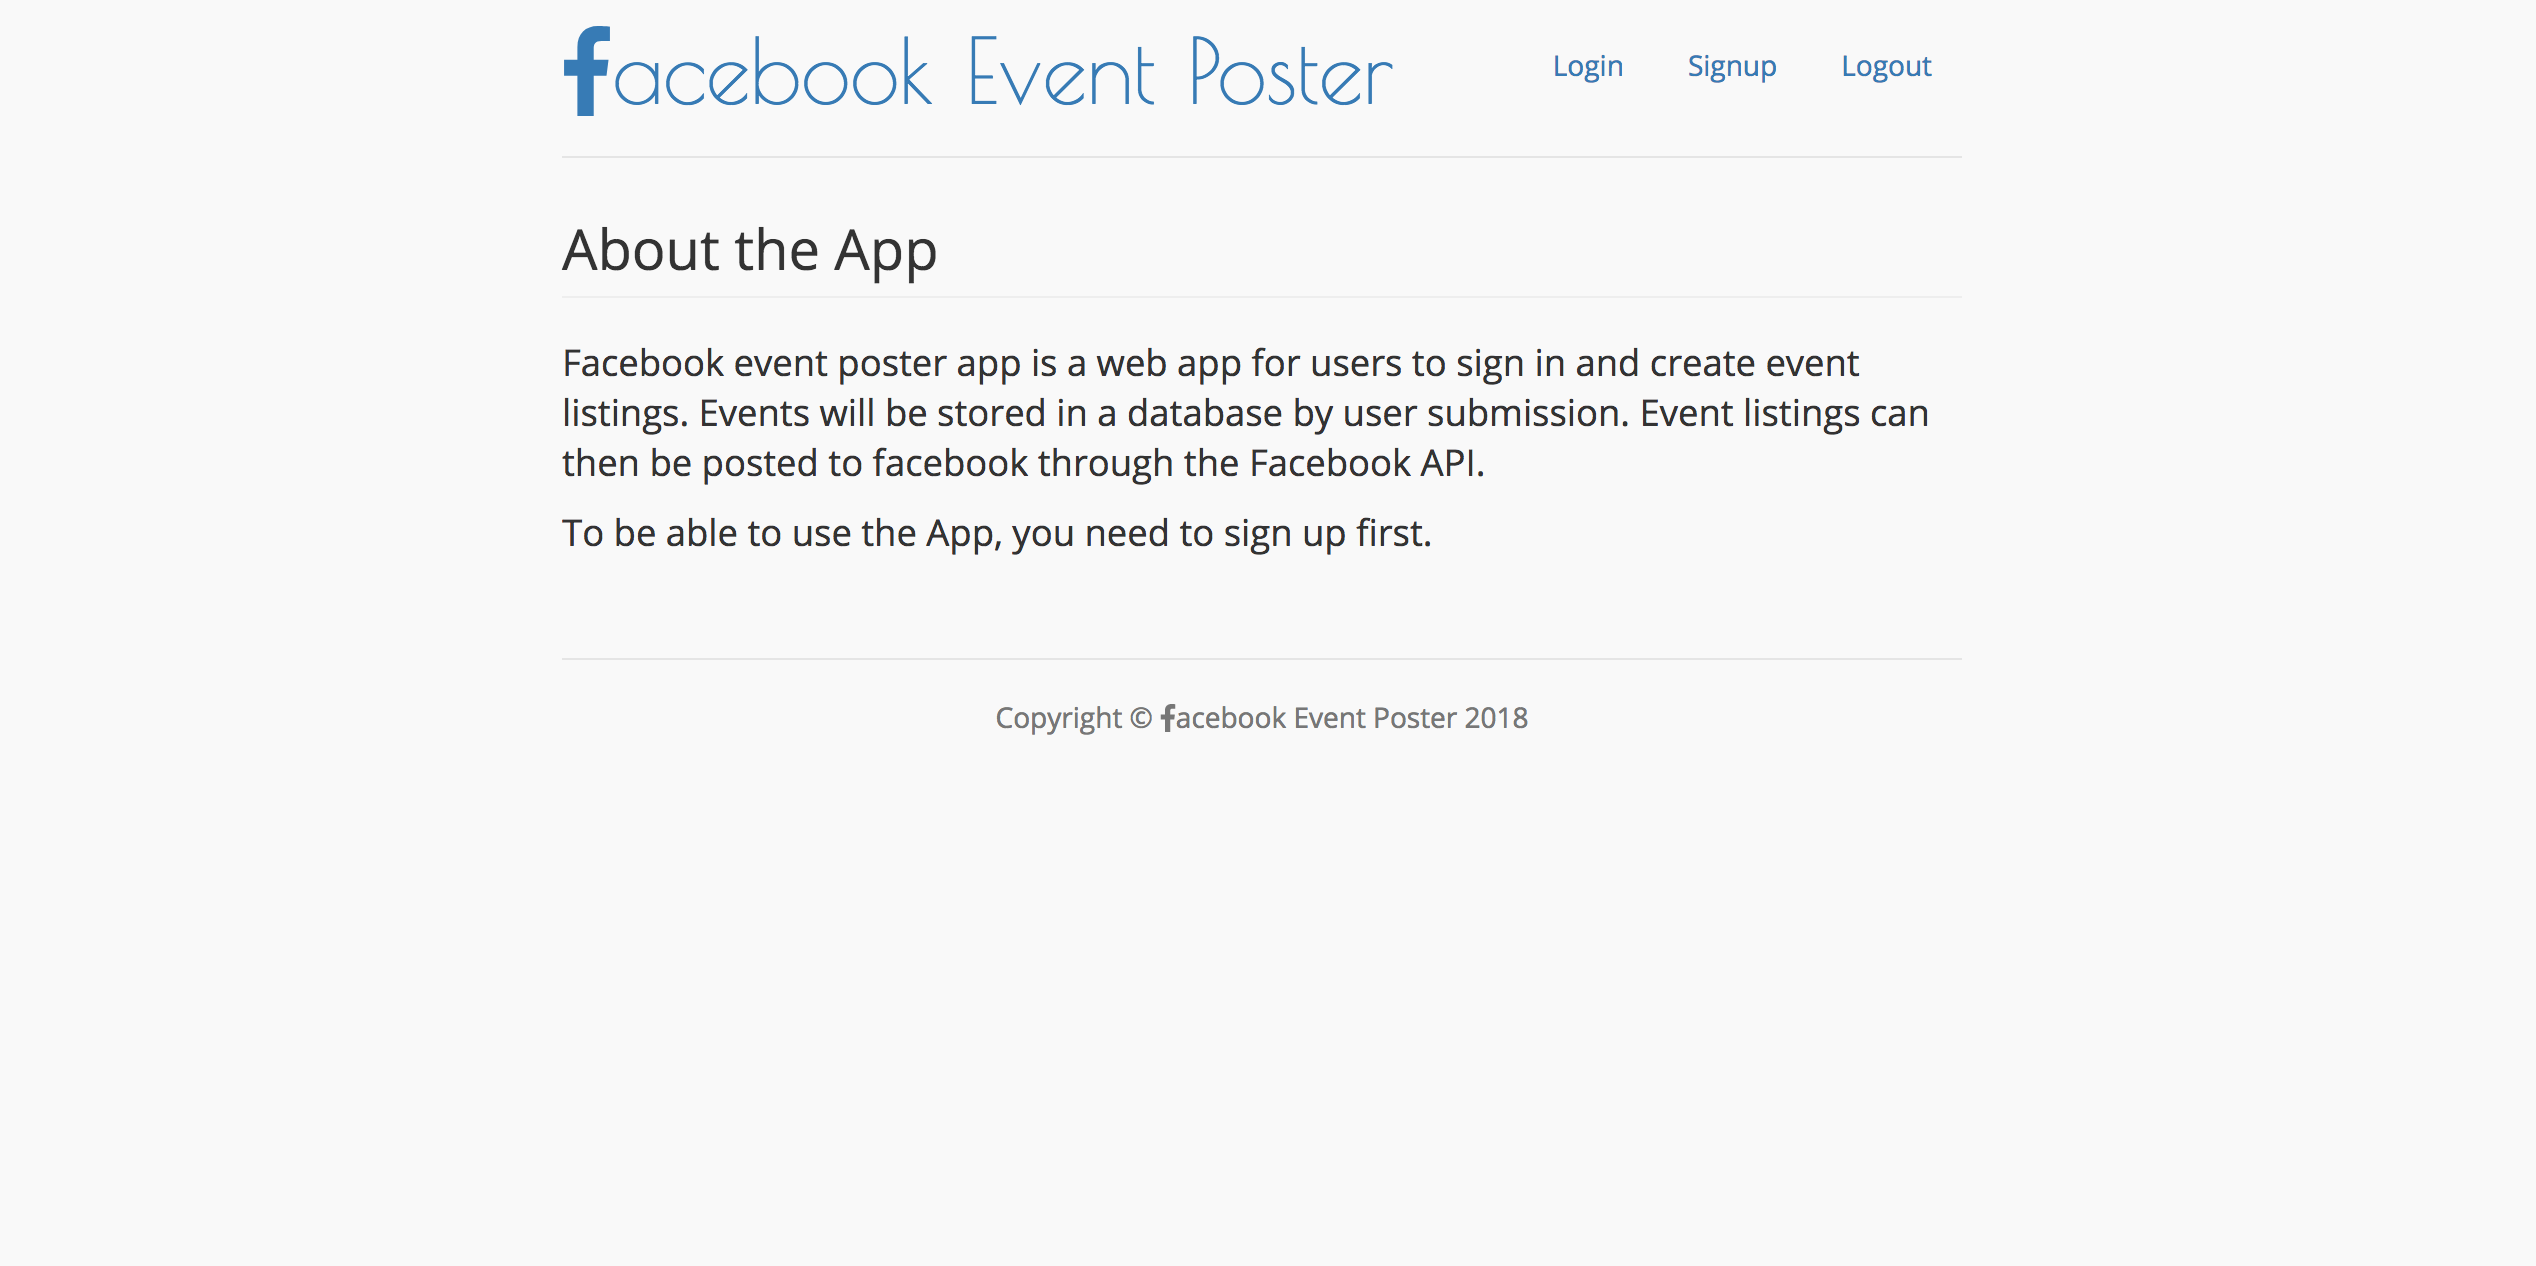 facebook Event Poster
Login Signup Logout
About the App
Facebook event poster app is a web app for users to sign in and create event
listings. Events will be stored in a database by user submission. Event listings can
then be posted to facebook through the Facebook API.
To be able to use the App, you need to sign up first.
Copyright © facebook Event Poster 2018